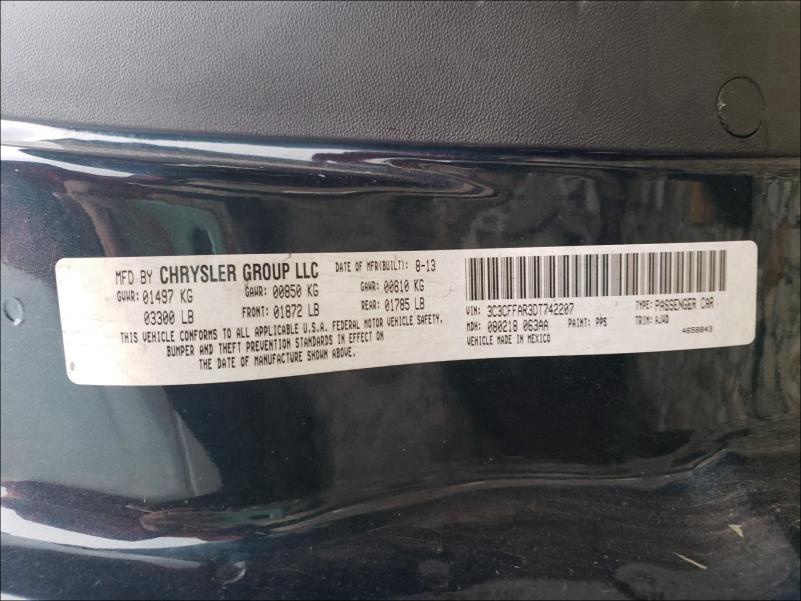 MFD BY CHRYSLER GROUP LLC DATE OF MFR(BUILT): 8-13
GVWR: 01497 KG GAWR: 00850 KG GAWR: 00810 KG
03300 LB FRONT: 01872 LB REAR: 01785 LB
THIS VEHICLE CONFORMS TO ALL APPLICABLE U.S.A. FEDERAL MOTOR VEHICLE SAFETY,
BUMPER AND THEFT PREVENTION STANDARDS IN EFFECT ON
THE DATE OF MANUFACTURE SHOWN ABOVE.
VIN: 3C3CFFAR3DT742207 TYPE: PASSENGER CAR
MDH: 080218 063AA PAINT: PPS TRIM: AJW0
VEHICLE MADE IN MEXICO 4658843